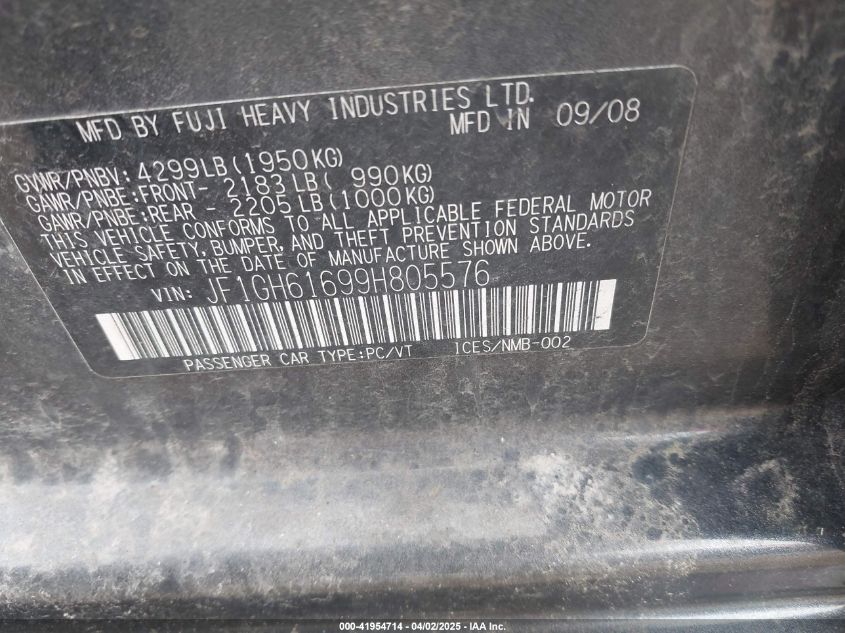 MFD BY FUJI HEAVY INDUSTRIES LTD.
MFD IN 09/08
GVWR/PNBV: 4299LB(1950KG)
GAWR/PNBE:FRONT- 2183LB( 990KG)
GAWR/PNBE:REAR - 2205LB(1000KG)
THIS VEHICLE CONFORMS TO ALL APPLICABLE FEDERAL MOTOR
VEHICLE SAFETY, BUMPER, AND THEFT PREVENTION STANDARDS
IN EFFECT ON THE DATE OF MANUFACTURE SHOWN ABOVE.
VIN: JF1GH61699H805576
PASSENGER CAR TYPE:PC/VT ICES/NMB-002
000-41954714 - 04/02/2025 - IAA Inc.